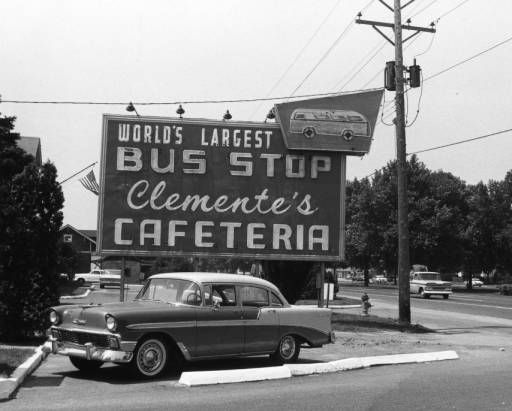 WORLD'S LARGEST
BUS STOP
Clemente's
CAFETERIA